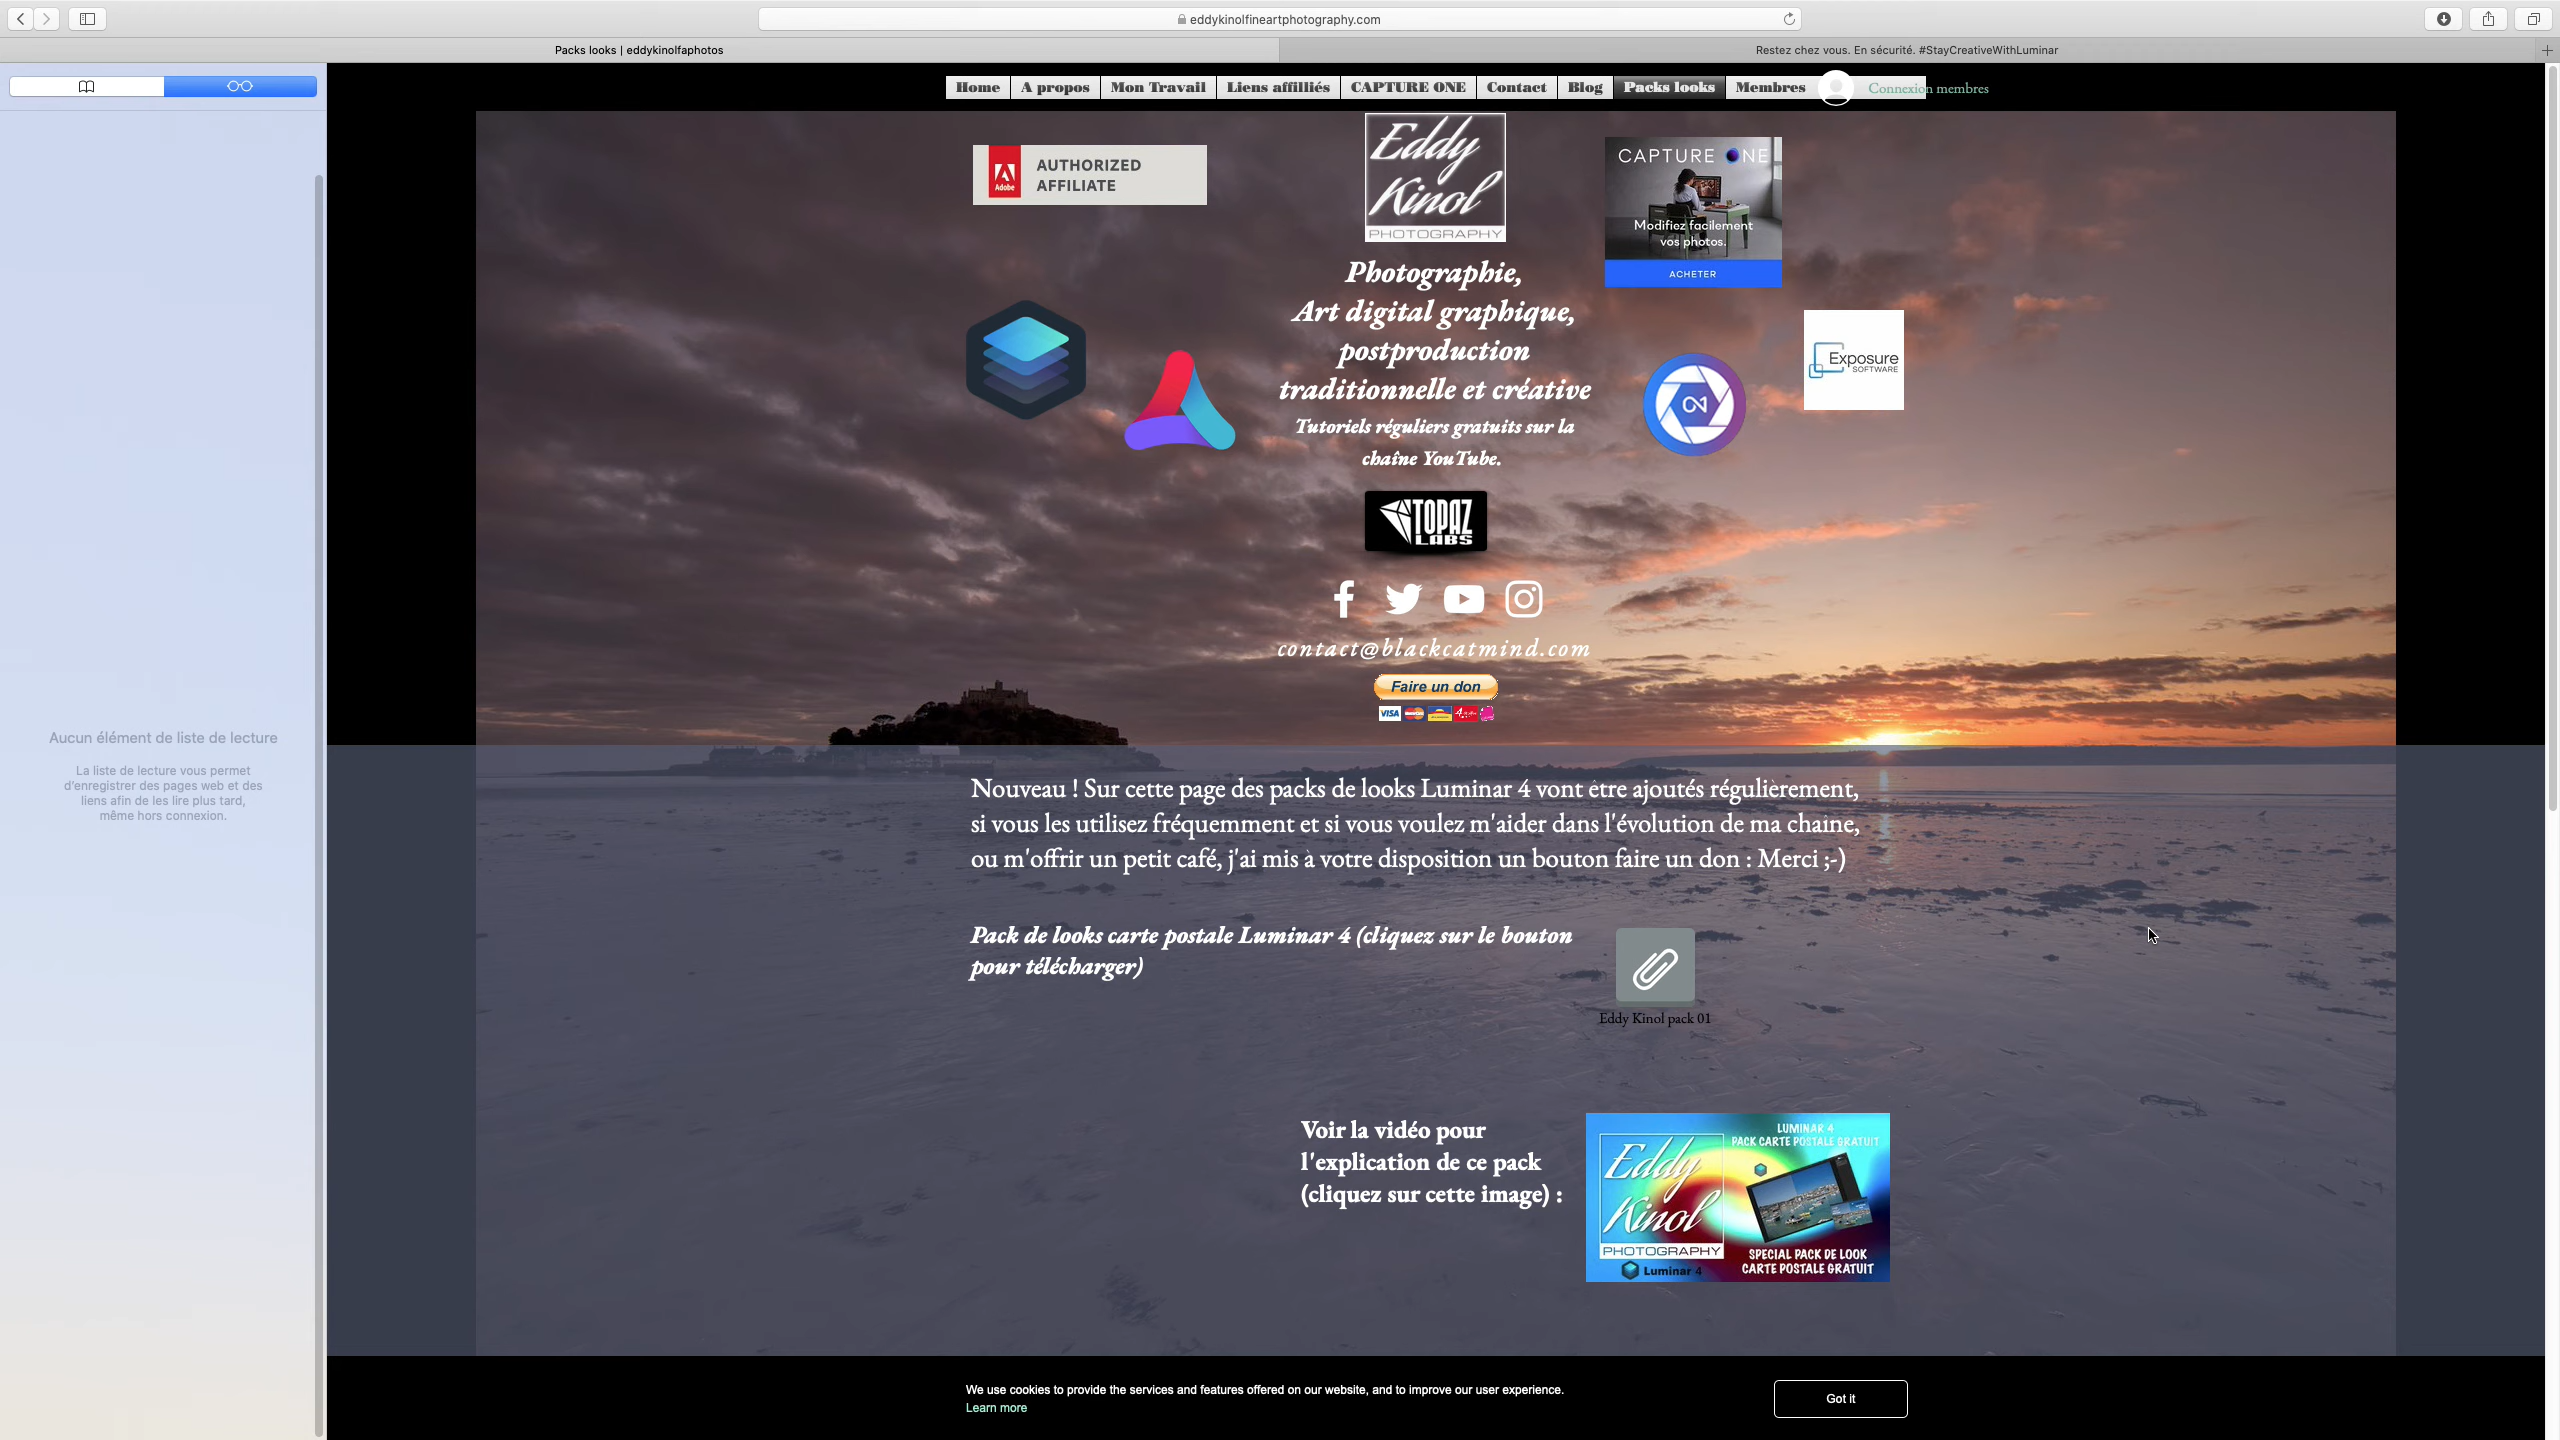 eddykinolfineartphotography.com
Packs looks | eddykinolfaphotos
Restez chez vous. En sécurité. #StayCreativeWithLuminar
Home
A propos
Mon Travail
Liens affilliés
CAPTURE ONE
Contact
Blog
Packs looks
Membres
Connexion membres
Adobe
AUTHORIZED
AFFILIATE
Eddy
Kinol
PHOTOGRAPHY
CAPTURE ONE
Modifiez facilement
vos photos.
ACHETER
Photographie,
Art digital graphique,
postproduction
traditionnelle et créative
Tutoriels réguliers gratuits sur la
chaîne YouTube.
Exposure
SOFTWARE
TOPAZ
LABS
contact@blackcatmind.com
Faire un don
VISA
Aucun élément de liste de lecture
La liste de lecture vous permet
d'enregistrer des pages web et des
liens afin de les lire plus tard,
même hors connexion.
Nouveau ! Sur cette page des packs de looks Luminar 4 vont être ajoutés régulièrement,
si vous les utilisez fréquemment et si vous voulez m'aider dans l'évolution de ma chaîne,
ou m'offrir un petit café, j'ai mis à votre disposition un bouton faire un don : Merci ;-)
Pack de looks carte postale Luminar 4 (cliquez sur le bouton
pour télécharger)
Eddy Kinol pack 01
Voir la vidéo pour
l'explication de ce pack
(cliquez sur cette image) :
LUMINAR 4
PACK CARTE POSTALE GRATUIT
Eddy
Kinol
PHOTOGRAPHY
Luminar 4
SPECIAL PACK DE LOOK
CARTE POSTALE GRATUIT
We use cookies to provide the services and features offered on our website, and to improve our user experience.
Learn more
Got it